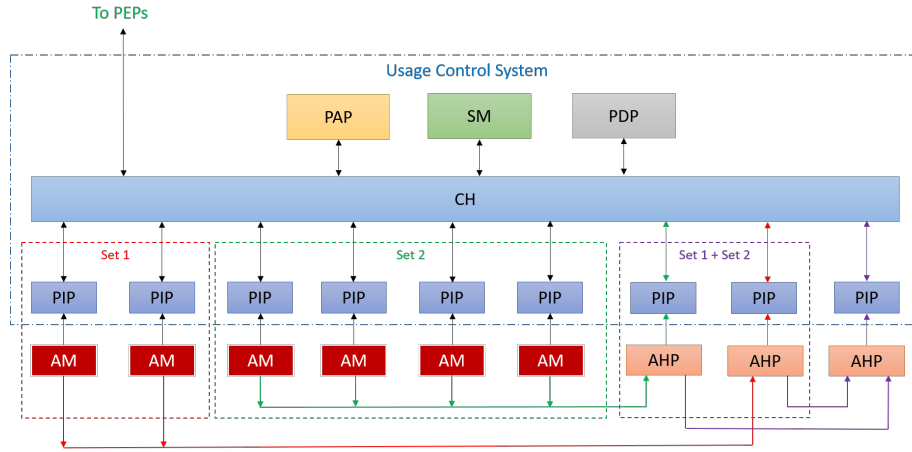 To PEPs
Usage Control System
PAP
SM
PDP
CH
Set 1
Set 2
Set 1 + Set 2
PIP
PIP
PIP
PIP
PIP
PIP
PIP
PIP
PIP
AM
AM
AM
AM
AM
AM
AHP
AHP
AHP